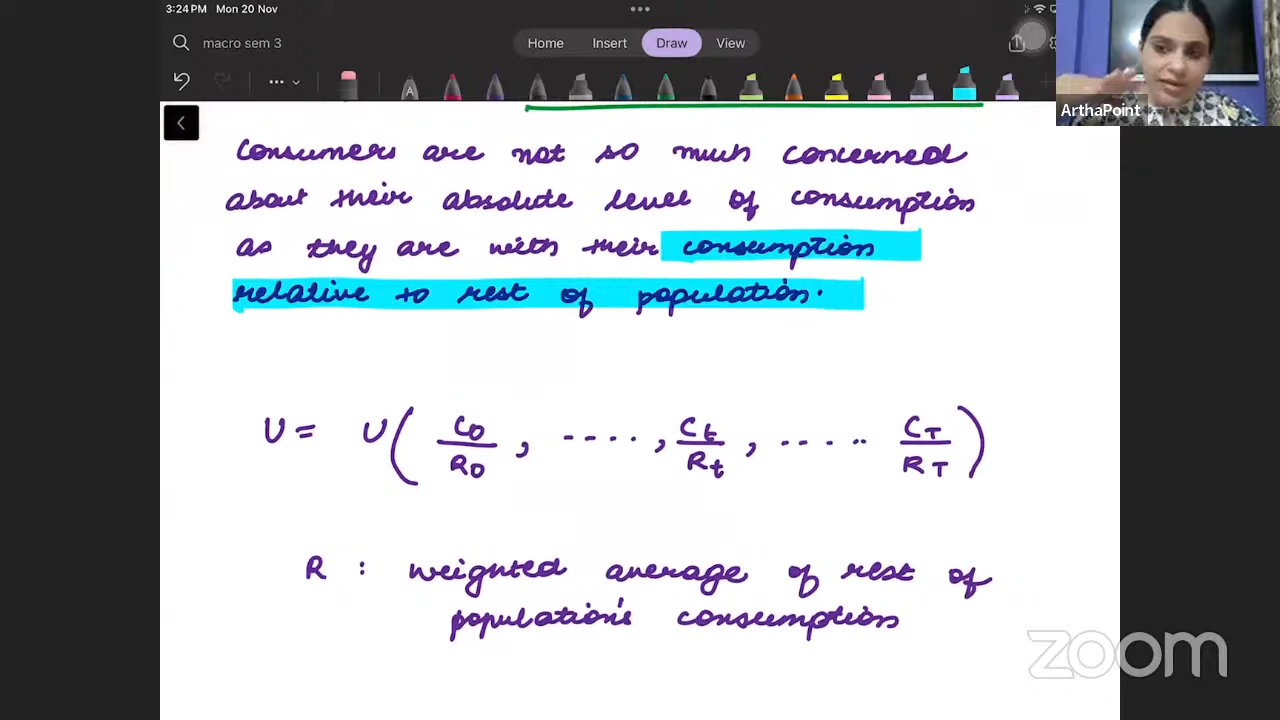 3:24 PM Mon 20 Nov
macro sem 3
Home Insert Draw View
A
ArthaPoint
consumers are not so much concerned
about their absolute level of consumption
as they are with their consumption
relative to rest of population.
U = U( C0/R0 , ---- , Ct/Rt , ..... CT/RT )
R : weighted average of rest of
population's consumption
zoom